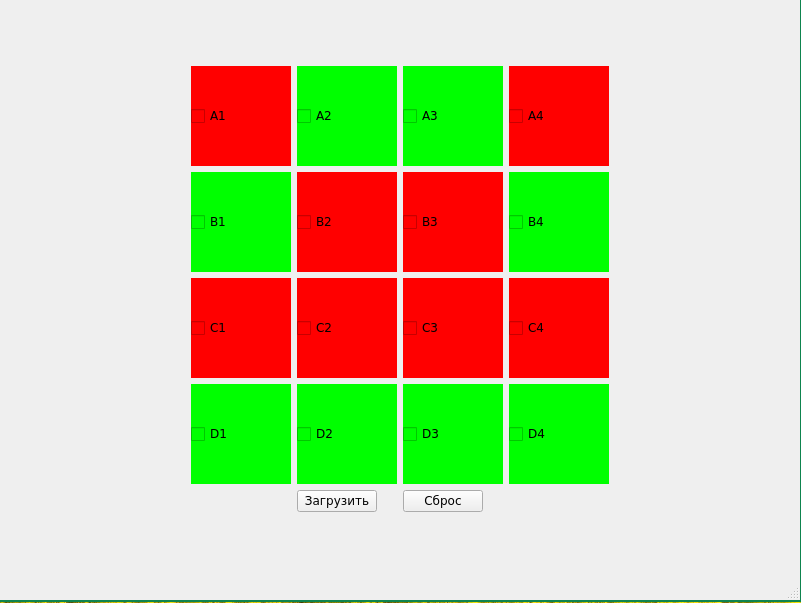 A1 A2 A3 A4
B1 B2 B3 B4
C1 C2 C3 C4
D1 D2 D3 D4
Загрузить Сброс